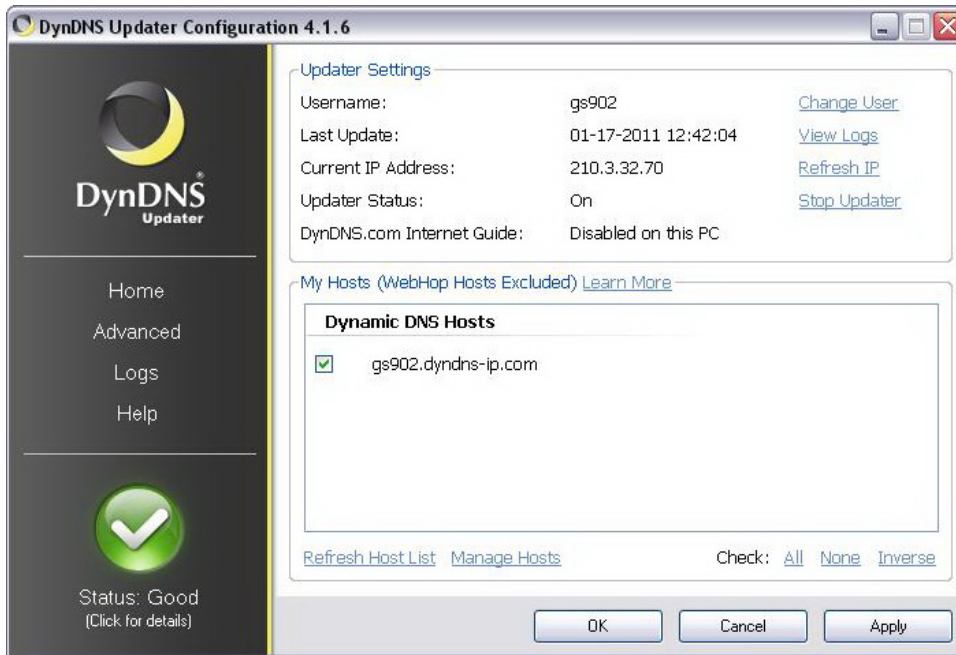 DynDNS Updater Configuration 4.1.6
DynDNS®
Updater
Home
Advanced
Logs
Help
Status: Good
(Click for details)
Updater Settings
Username: gs902 Change User
Last Update: 01-17-2011 12:42:04 View Logs
Current IP Address: 210.3.32.70 Refresh IP
Updater Status: On Stop Updater
DynDNS.com Internet Guide: Disabled on this PC
My Hosts (WebHop Hosts Excluded) Learn More
Dynamic DNS Hosts
gs902.dyndns-ip.com
Refresh Host List Manage Hosts Check: All None Inverse
OK Cancel Apply